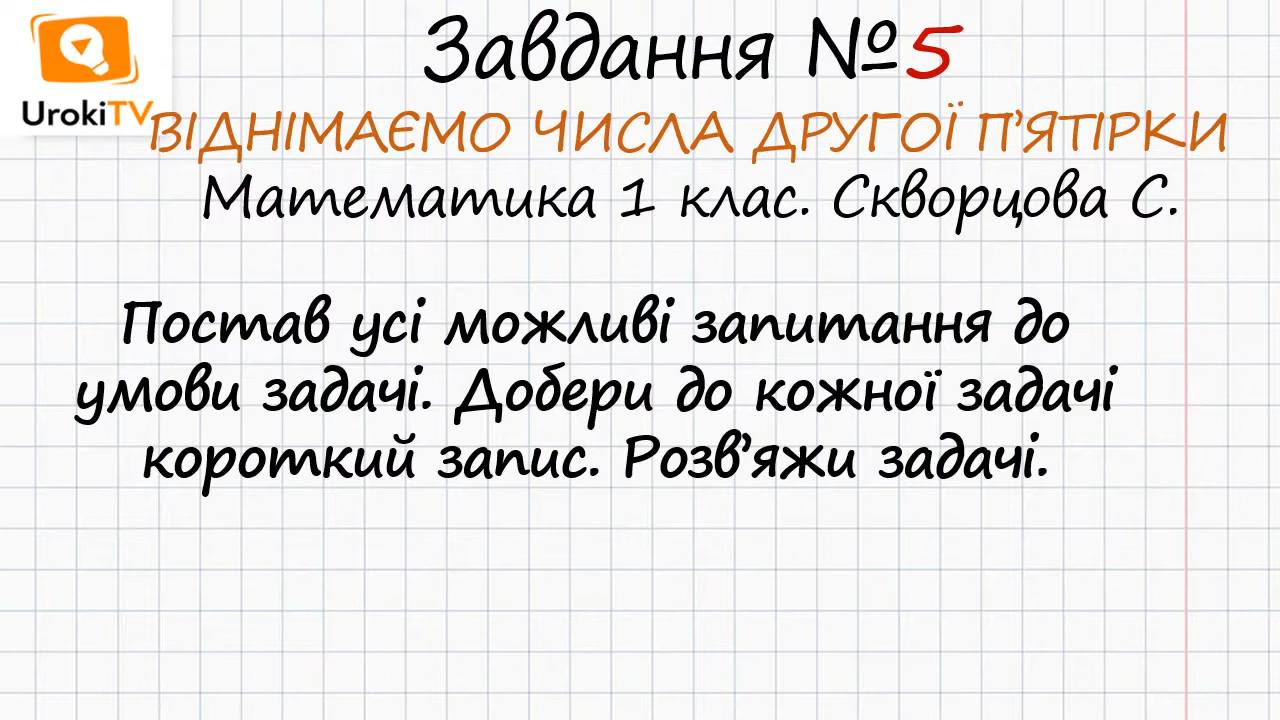 Завдання №5
UrokiTV
ВІДНІМАЄМО ЧИСЛА ДРУГОЇ П'ЯТІРКИ
Математика 1 клас. Скворцова С.
Постав усі можливі запитання до
умови задачі. Добери до кожної задачі
короткий запис. Розв’яжи задачі.